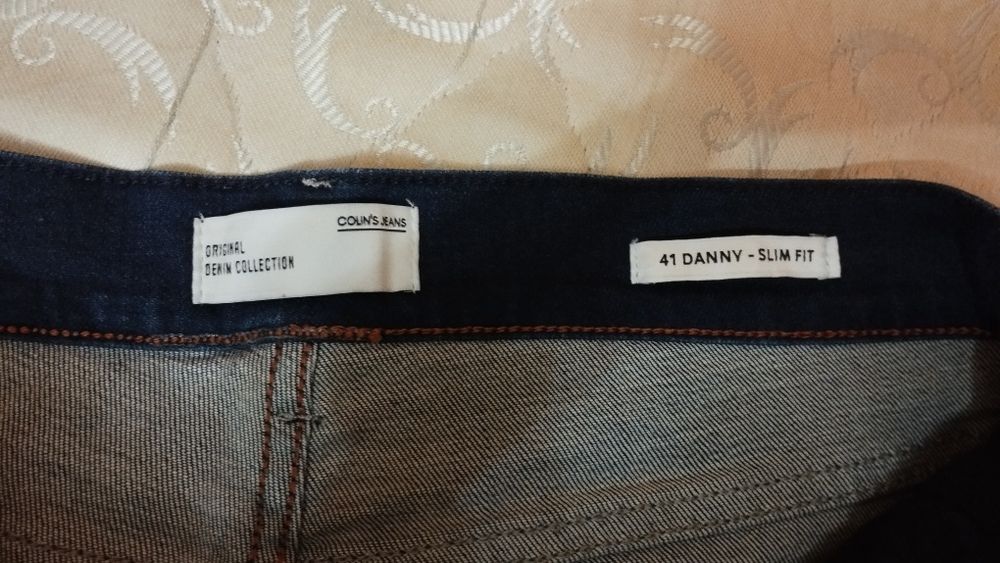 COLIN'S JEANS
ORIGINAL
DENIM COLLECTION
41 DANNY - SLIM FIT